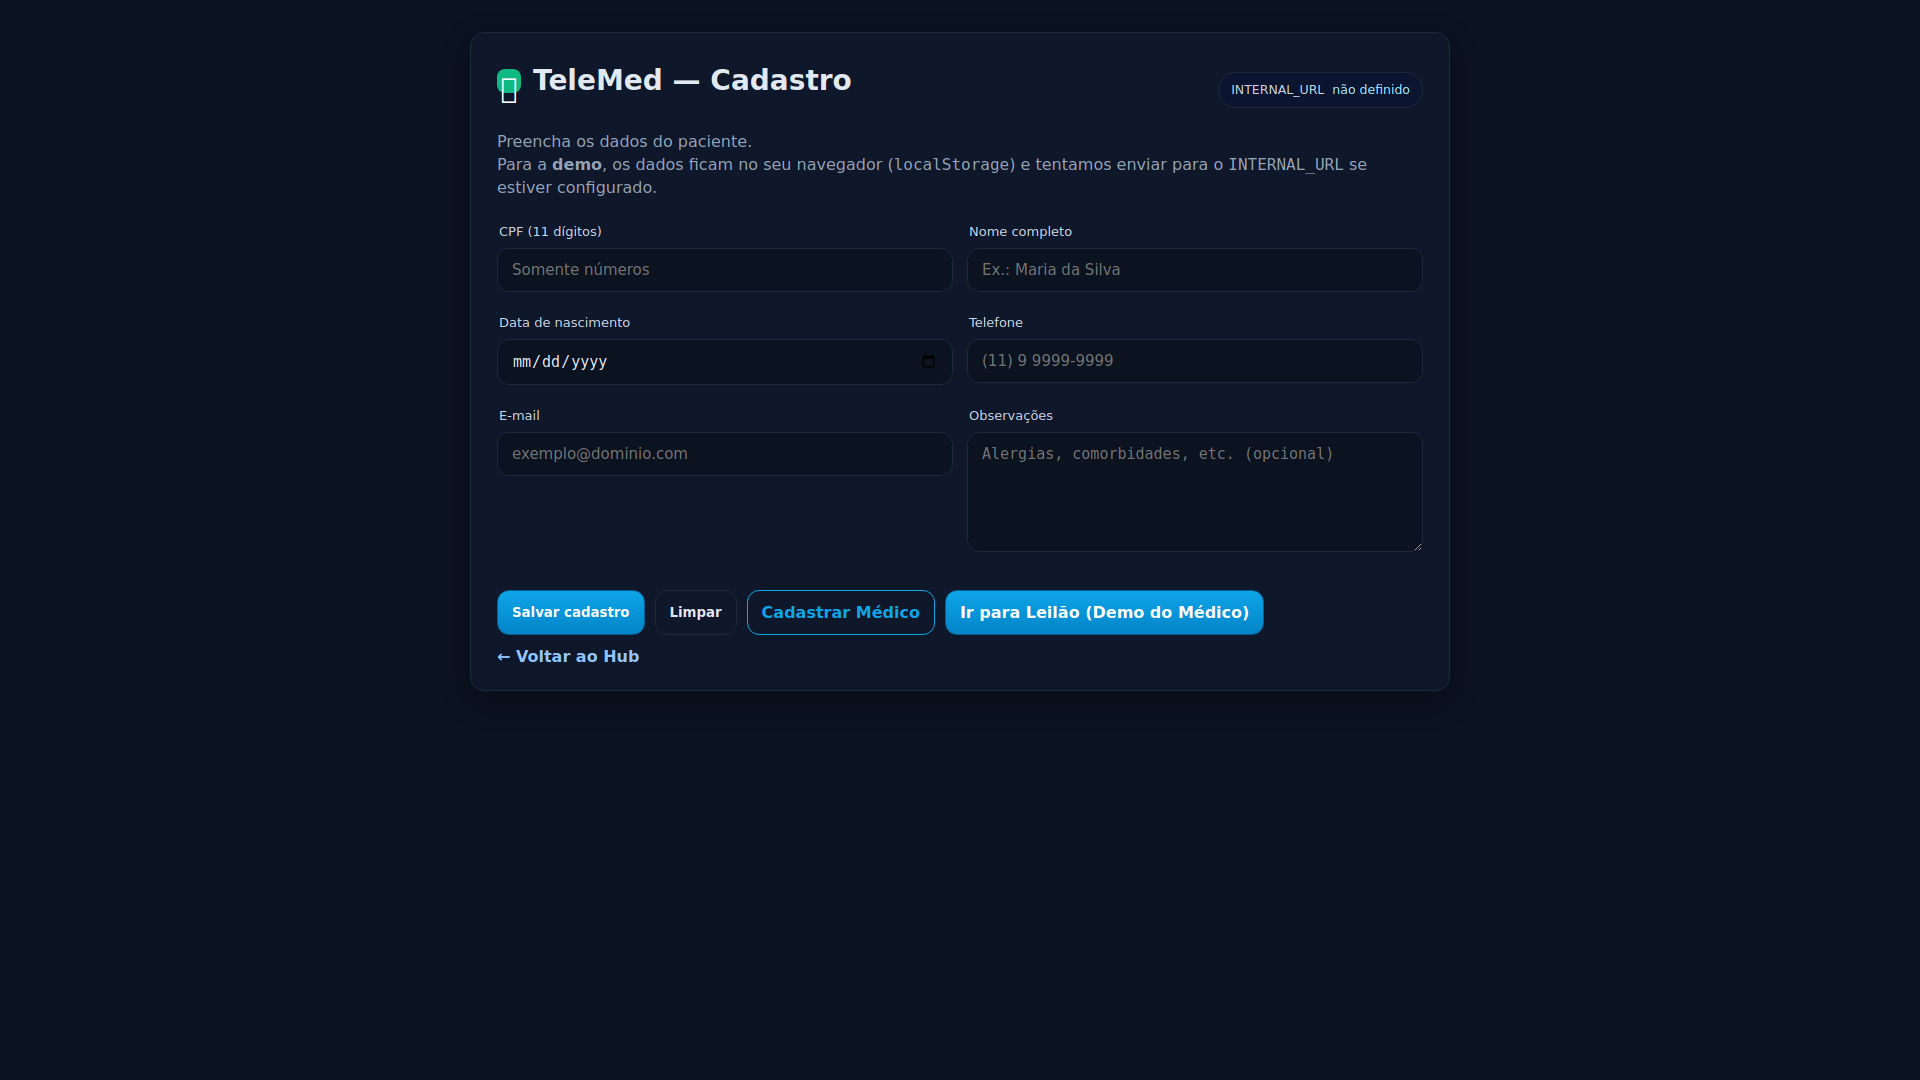 TeleMed — Cadastro
INTERNAL_URL não definido
Preencha os dados do paciente.
Para a demo, os dados ficam no seu navegador (localStorage) e tentamos enviar para o INTERNAL_URL se
estiver configurado.
CPF (11 dígitos)
Nome completo
Somente números
Ex.: Maria da Silva
Data de nascimento
Telefone
mm/dd/yyyy
(11) 9 9999-9999
E-mail
Observações
exemplo@dominio.com
Alergias, comorbidades, etc. (opcional)
Salvar cadastro
Limpar
Cadastrar Médico
Ir para Leilão (Demo do Médico)
← Voltar ao Hub